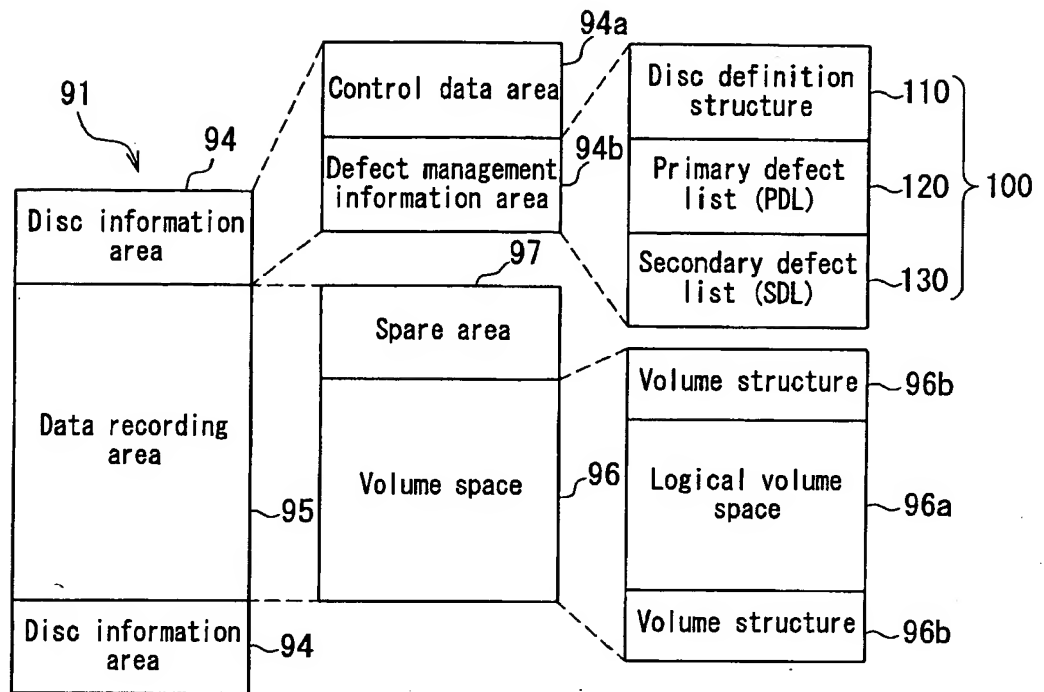 91
94
Disc information
area
Data recording
area
95
Disc information
area
94
94a
Control data area
Defect management
information area
94b
97
Spare area
Volume space
96
Disc definition
structure
110
Primary defect
list (PDL)
120
Secondary defect
list (SDL)
130
100
Volume structure
96b
Logical volume
space
96a
Volume structure
96b